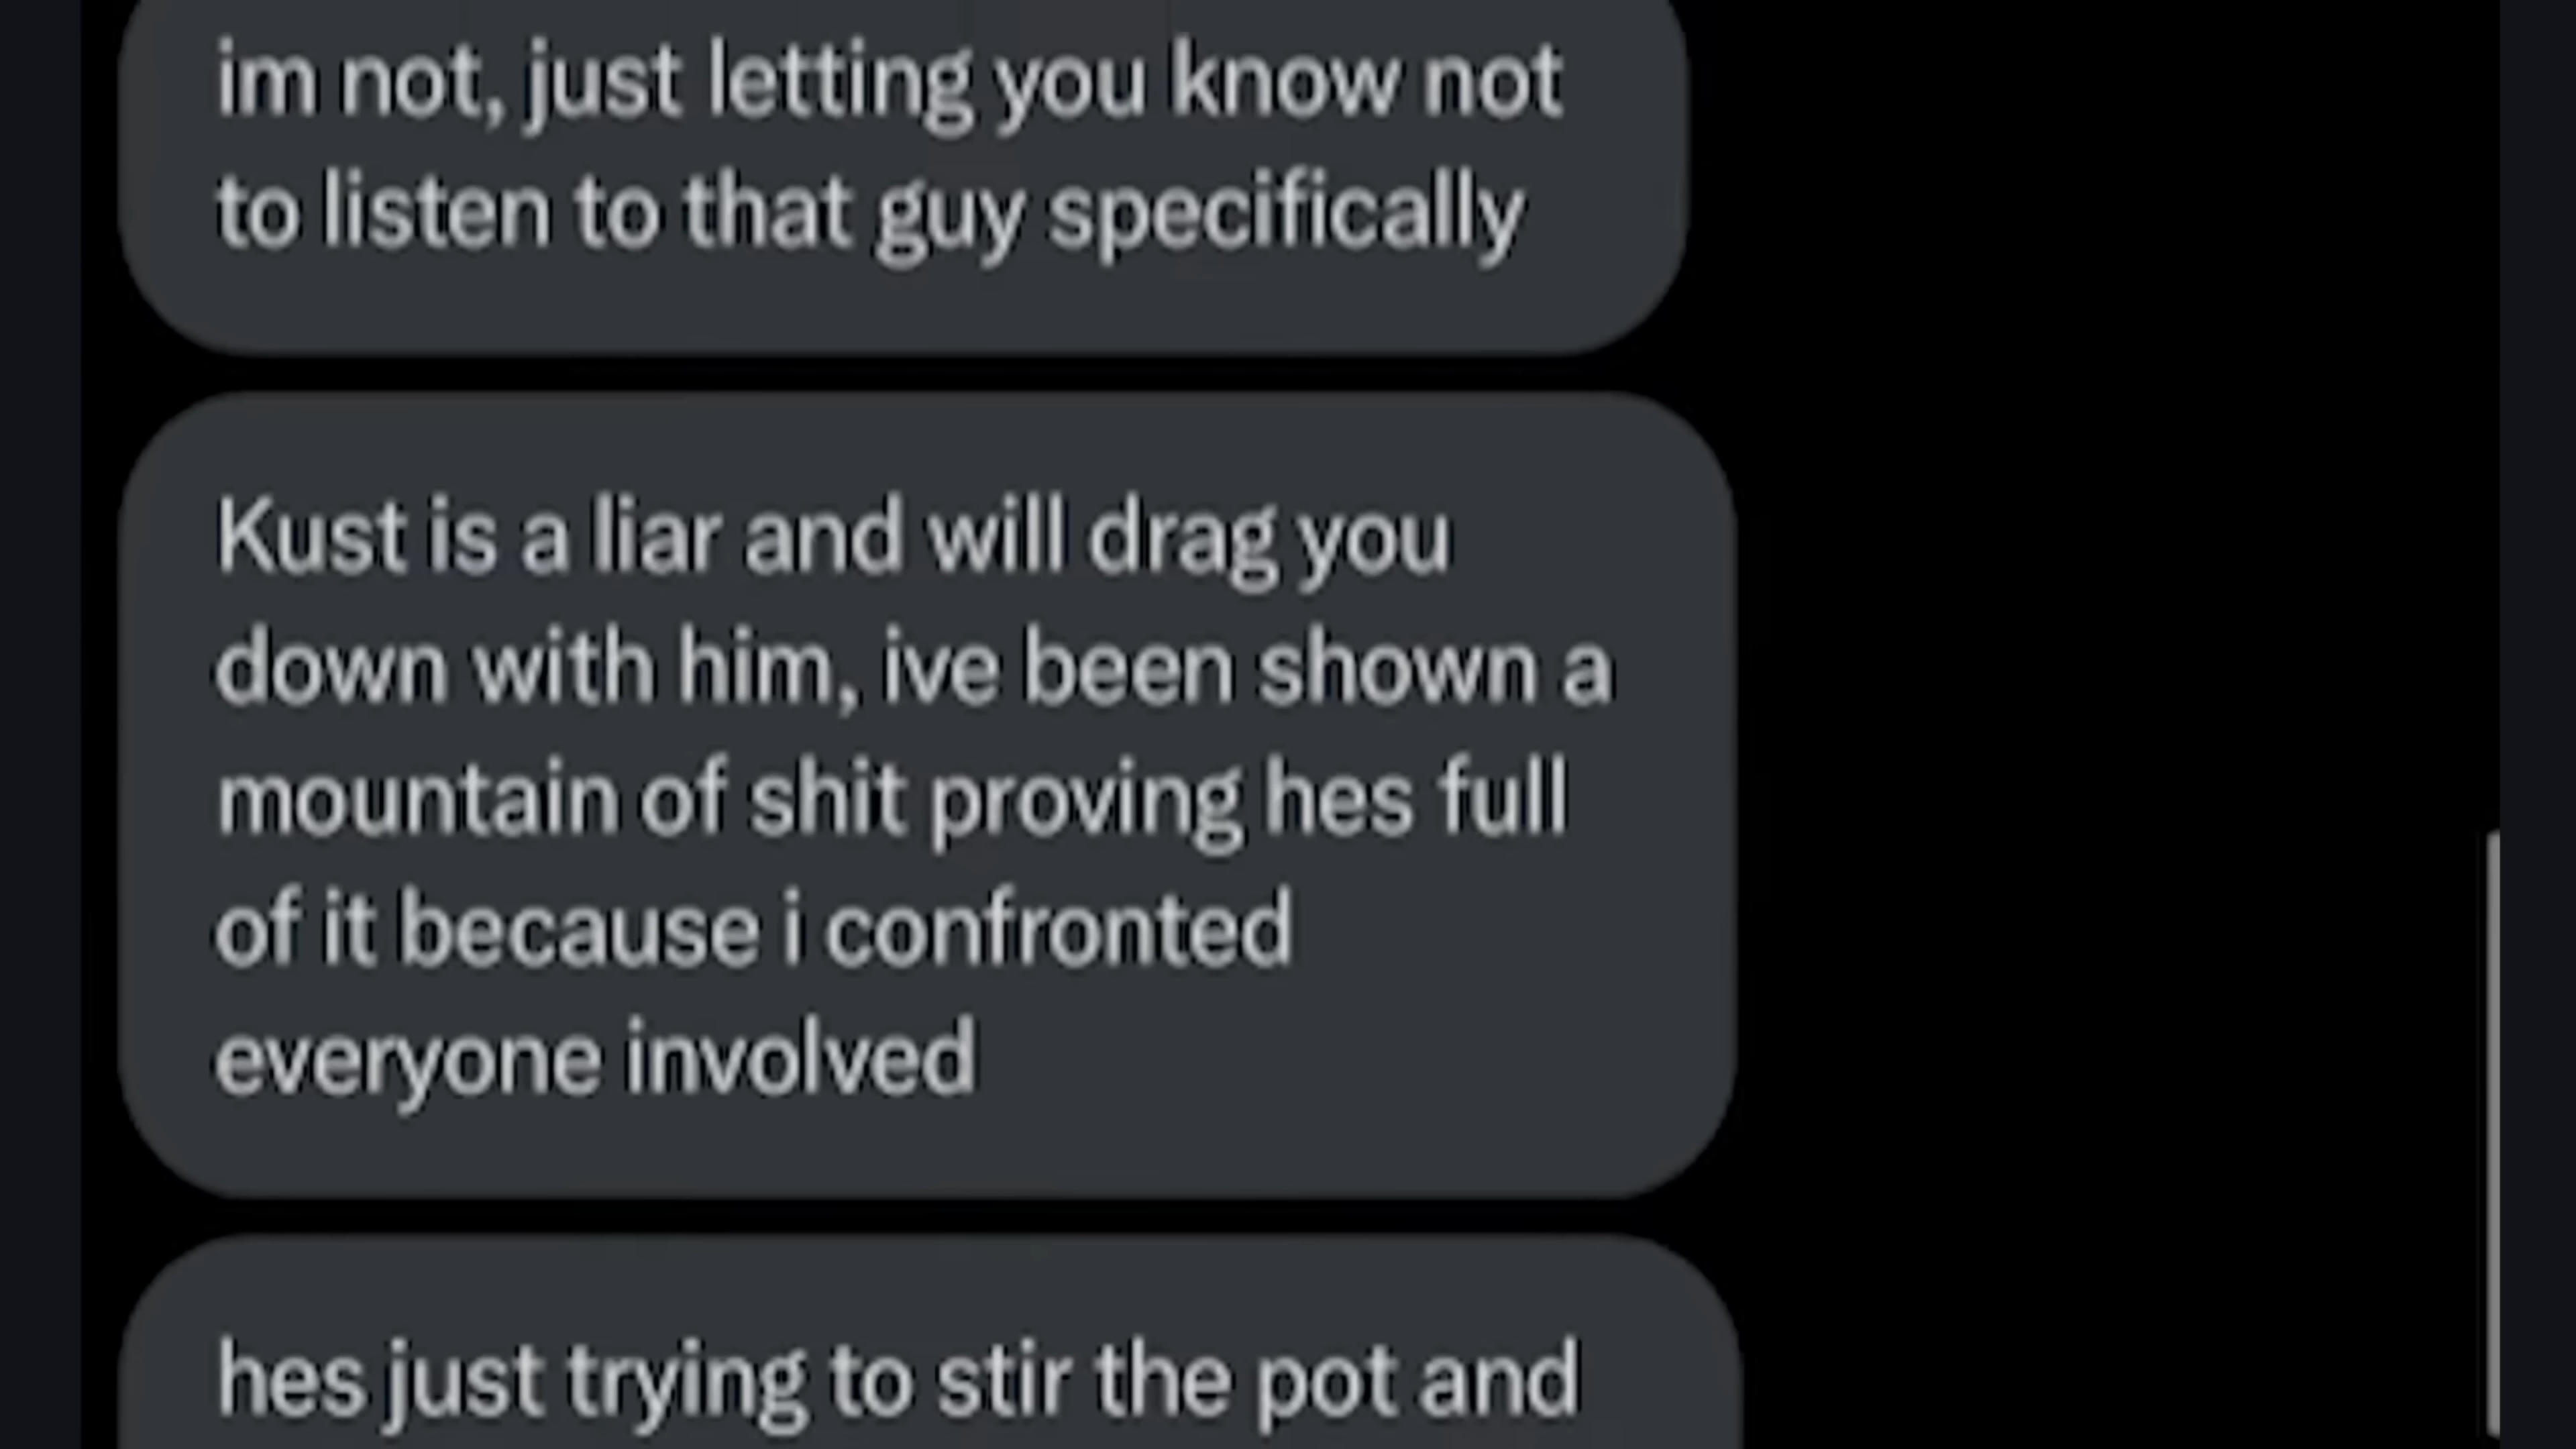 im not, just letting you know not
to listen to that guy specifically
Kust is a liar and will drag you
down with him, ive been shown a
mountain of shit proving hes full
of it because i confronted
everyone involved
hes just trying to stir the pot and